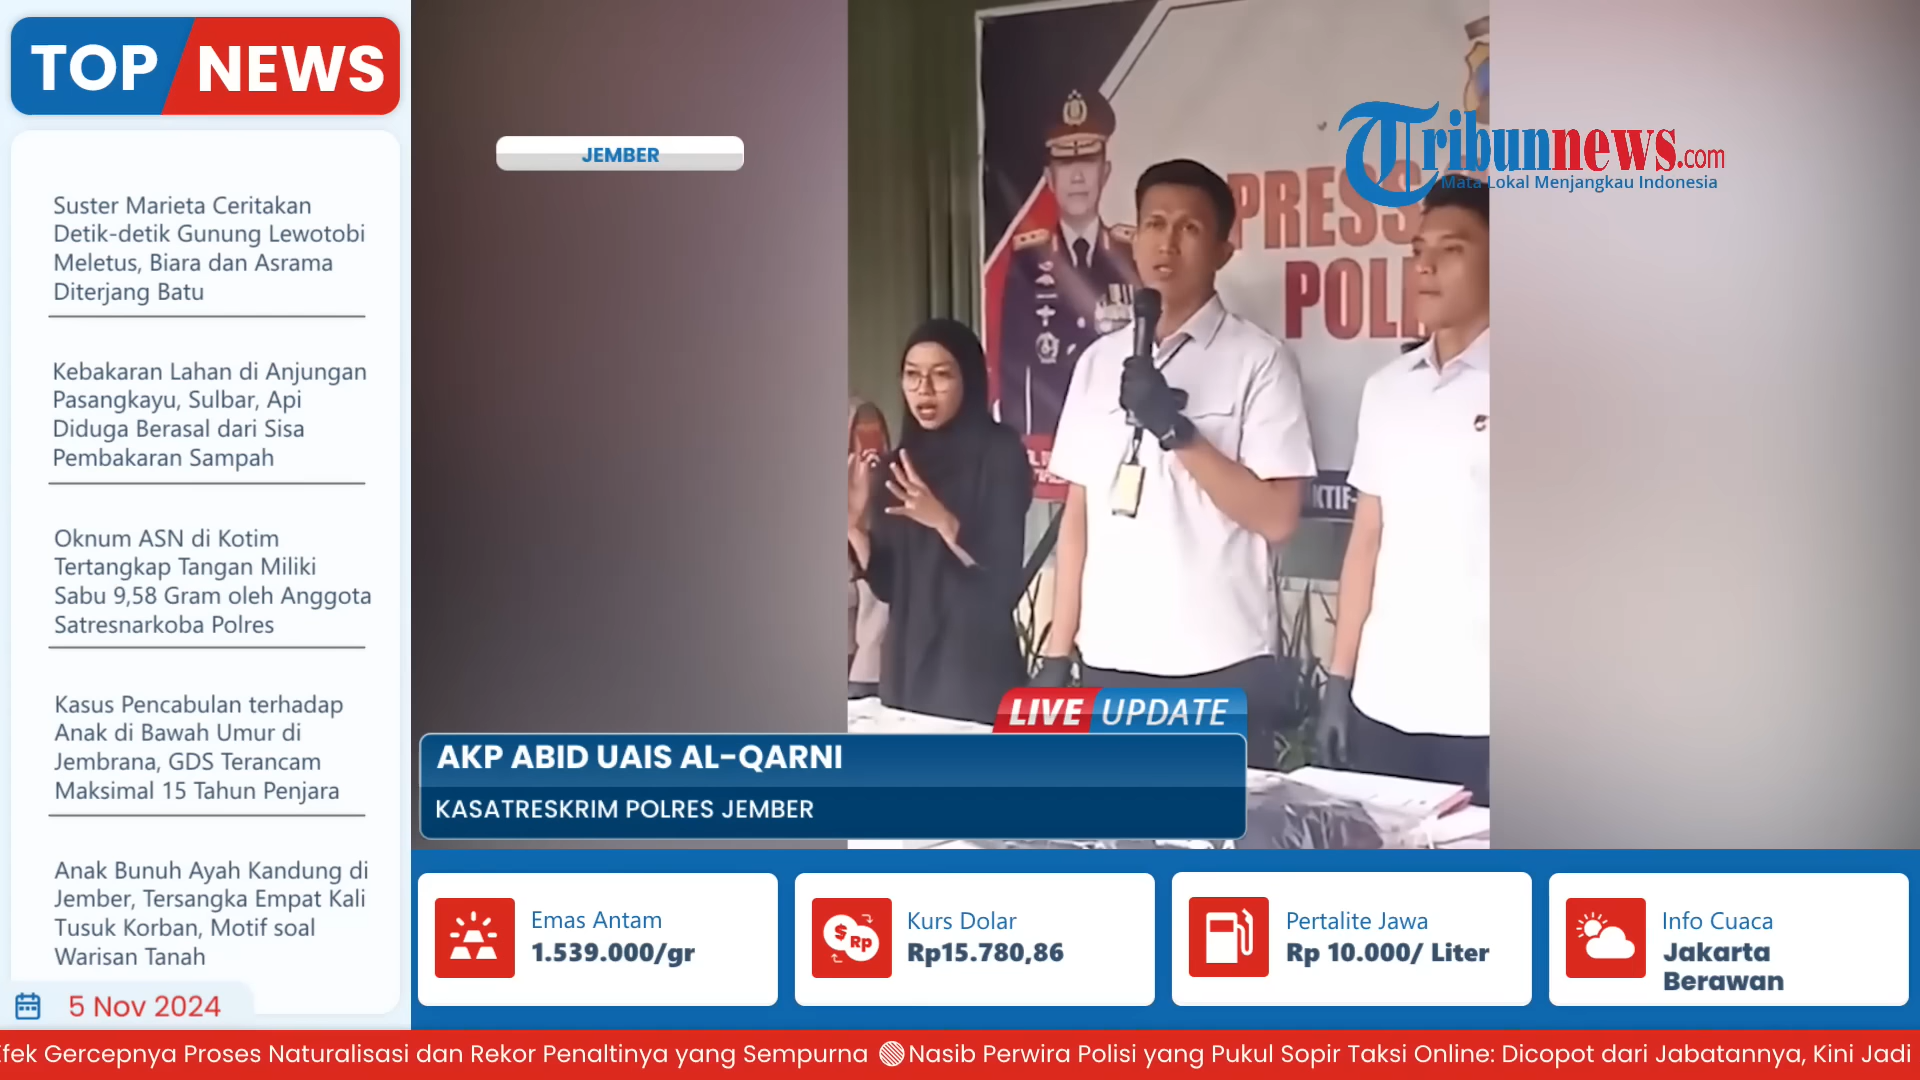 TOP NEWS
Suster Marieta Ceritakan
Detik-detik Gunung Lewotobi
Meletus, Biara dan Asrama
Diterjang Batu
Kebakaran Lahan di Anjungan
Pasangkayu, Sulbar, Api
Diduga Berasal dari Sisa
Pembakaran Sampah
Oknum ASN di Kotim
Tertangkap Tangan Miliki
Sabu 9,58 Gram oleh Anggota
Satresnarkoba Polres
Kasus Pencabulan terhadap
Anak di Bawah Umur di
Jembrana, GDS Terancam
Maksimal 15 Tahun Penjara
Anak Bunuh Ayah Kandung di
Jember, Tersangka Empat Kali
Tusuk Korban, Motif soal
Warisan Tanah
5 Nov 2024
JEMBER
Tribunnews.com
Mata Lokal Menjangkau Indonesia
PRESS
POL
KTIF
LIVE UPDATE
AKP ABID UAIS AL-QARNI
KASATRESKRIM POLRES JEMBER
Emas Antam
1.539.000/gr
Kurs Dolar
Rp15.780,86
Pertalite Jawa
Rp 10.000/ Liter
Info Cuaca
Jakarta
Berawan
fek Gercepnya Proses Naturalisasi dan Rekor Penaltinya yang Sempurna Nasib Perwira Polisi yang Pukul Sopir Taksi Online: Dicopot dari Jabatannya, Kini Jadi